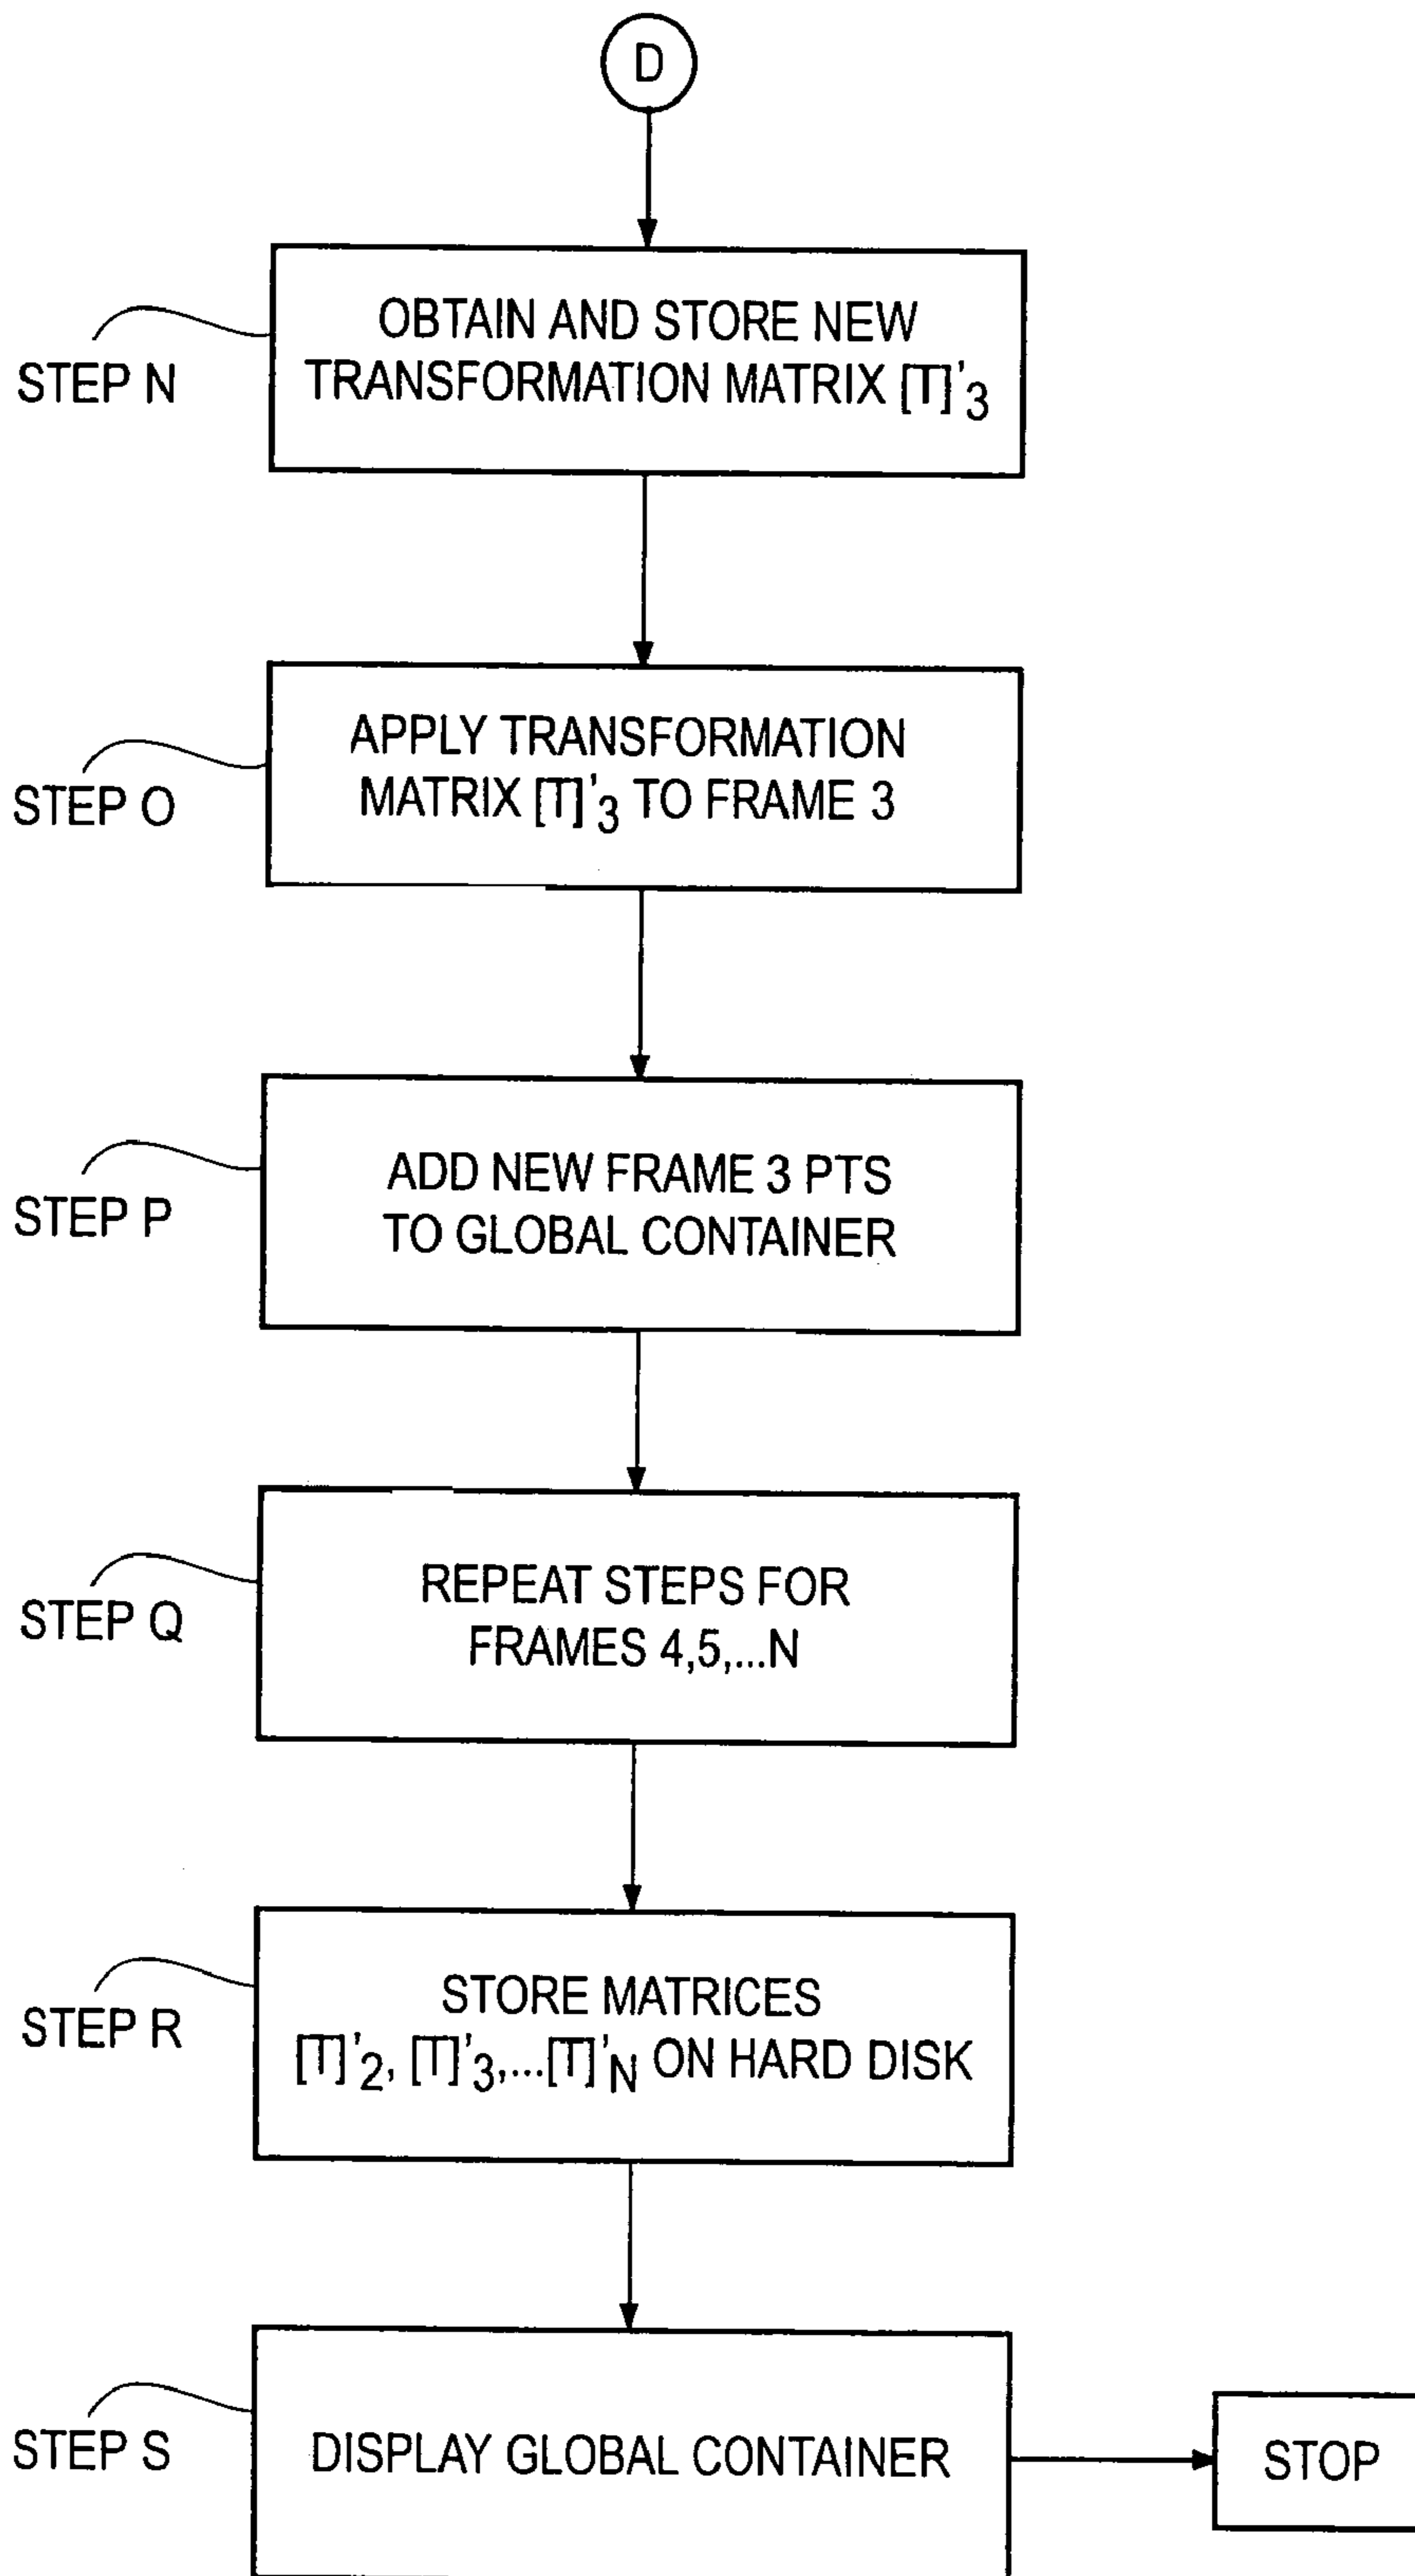 D
OBTAIN AND STORE NEW
TRANSFORMATION MATRIX [T]'3
STEP N
APPLY TRANSFORMATION
MATRIX [T]'3 TO FRAME 3
STEP O
ADD NEW FRAME 3 PTS
TO GLOBAL CONTAINER
STEP P
REPEAT STEPS FOR
FRAMES 4,5,...N
STEP Q
STORE MATRICES
[T]'2, [T]'3,...[T]'N ON HARD DISK
STEP R
DISPLAY GLOBAL CONTAINER
STEP S
STOP